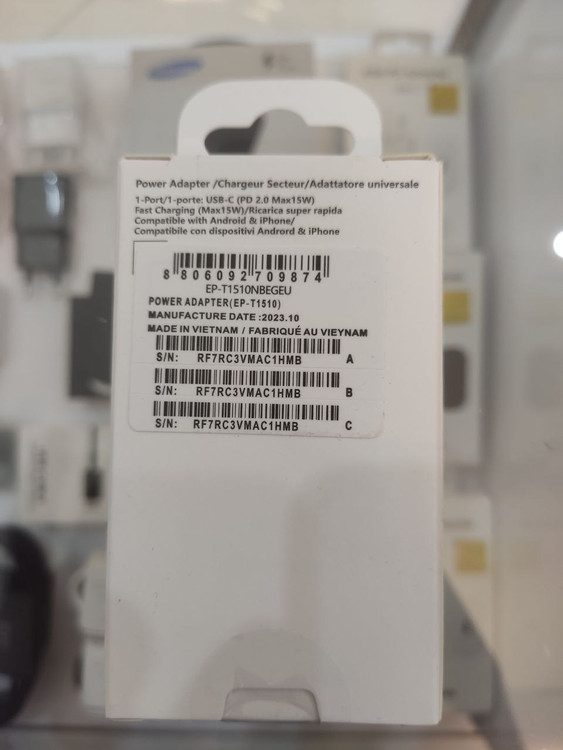 SAMSUNG
Power Adapter /Chargeur Secteur/Adattatore universale
1-Port/1-porte: USB-C (PD 2.0 Max15W)
Fast Charging (Max15W)/Ricarica super rapida
Compatible with Android & iPhone/
Compatibile con dispositivi Andrord & iPhone
8 806092 709874
EP-T1510NBEGEU
POWER ADAPTER(EP-T1510)
MANUFACTURE DATE :2023.10
MADE IN VIETNAM / FABRIQUÉ AU VIEYNAM
S/N: RF7RC3VMAC1HMB A
S/N: RF7RC3VMAC1HMB B
S/N: RF7RC3VMAC1HMB C